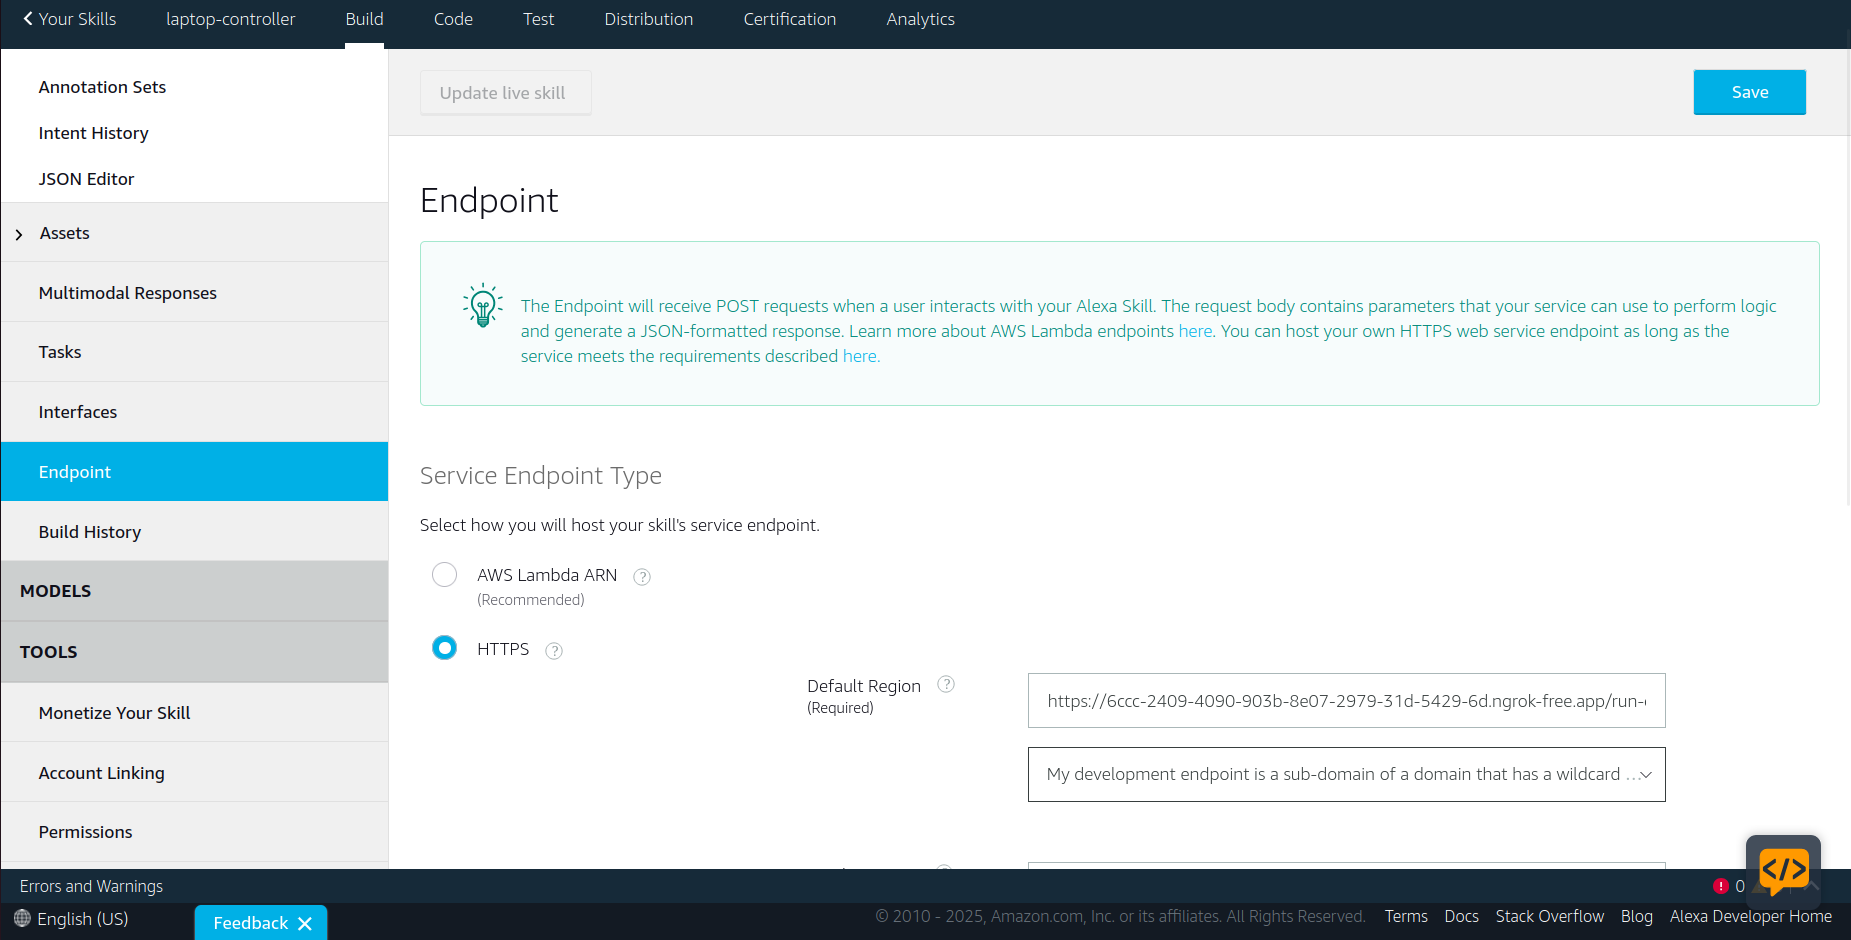 Your Skills
laptop-controller
Build
Code
Test
Distribution
Certification
Analytics
Annotation Sets
Intent History
JSON Editor
Assets
Multimodal Responses
Tasks
Interfaces
Endpoint
Build History
MODELS
TOOLS
Monetize Your Skill
Account Linking
Permissions
Update live skill
Save
Endpoint
The Endpoint will receive POST requests when a user interacts with your Alexa Skill. The request body contains parameters that your service can use to perform logic
and generate a JSON-formatted response. Learn more about AWS Lambda endpoints here. You can host your own HTTPS web service endpoint as long as the
service meets the requirements described here.
Service Endpoint Type
Select how you will host your skill's service endpoint.
AWS Lambda ARN ?
(Recommended)
HTTPS ?
Default Region ?
(Required)
https://6ccc-2409-4090-903b-8e07-2979-31d-5429-6d.ngrok-free.app/run-
My development endpoint is a sub-domain of a domain that has a wildcard ...
Errors and Warnings
! 0
</>
English (US)
Feedback
© 2010 - 2025, Amazon.com, Inc. or its affiliates. All Rights Reserved.
Terms
Docs
Stack Overflow
Blog
Alexa Developer Home